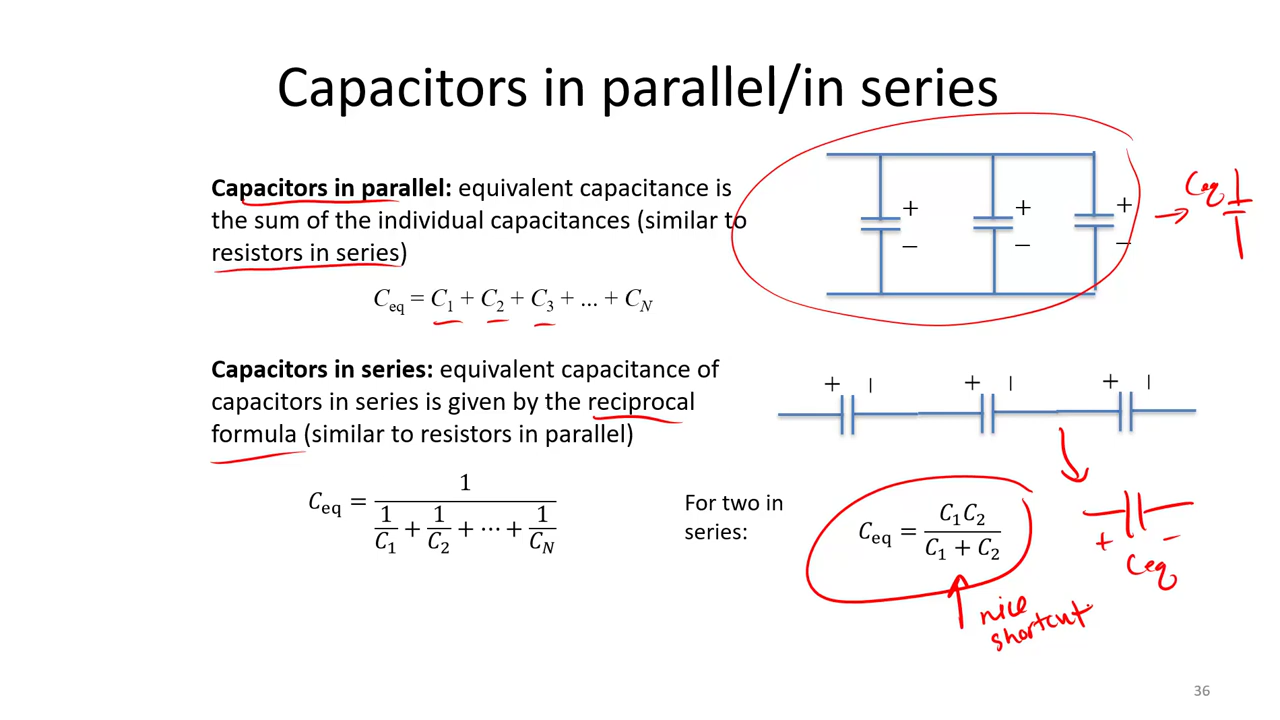 Capacitors in parallel/in series
Capacitors in parallel: equivalent capacitance is
the sum of the individual capacitances (similar to
resistors in series)
C_eq = C_1 + C_2 + C_3 + ... + C_N
+ + +
− − −
Ceq
Capacitors in series: equivalent capacitance of
capacitors in series is given by the reciprocal
formula (similar to resistors in parallel)
+ | + | + |
C_eq = 1 / (1/C_1 + 1/C_2 + ⋯ + 1/C_N)
For two in
series:
C_eq = C_1 C_2 / (C_1 + C_2)
+ −
Ceq
nice
shortcut
36